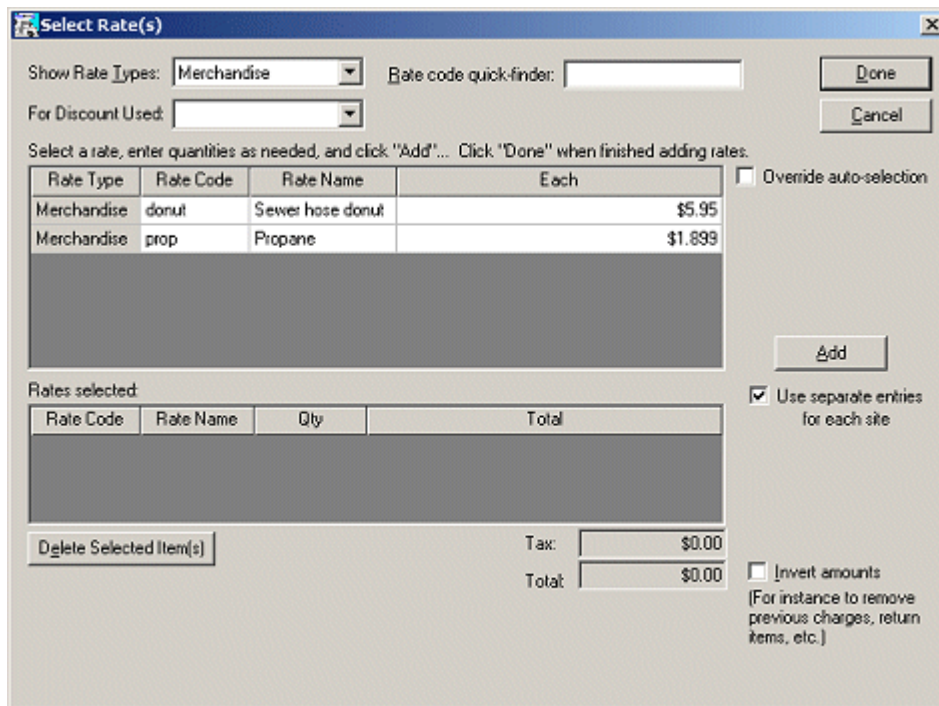 Select Rate(s)
Show Rate Types: Merchandise Rate code quick-finder: Done
For Discount Used: Cancel
Select a rate, enter quantities as needed, and click "Add"... Click "Done" when finished adding rates.
Rate Type Rate Code Rate Name Each Override auto-selection
Merchandise donut Sewer hose donut $5.95
Merchandise prop Propane $1.899
Add
Rates selected:
Use separate entries
for each site
Rate Code Rate Name Qty Total
Delete Selected Item(s)
Tax: $0.00
Total: $0.00
Invert amounts
(For instance to remove
previous charges, return
items, etc.)